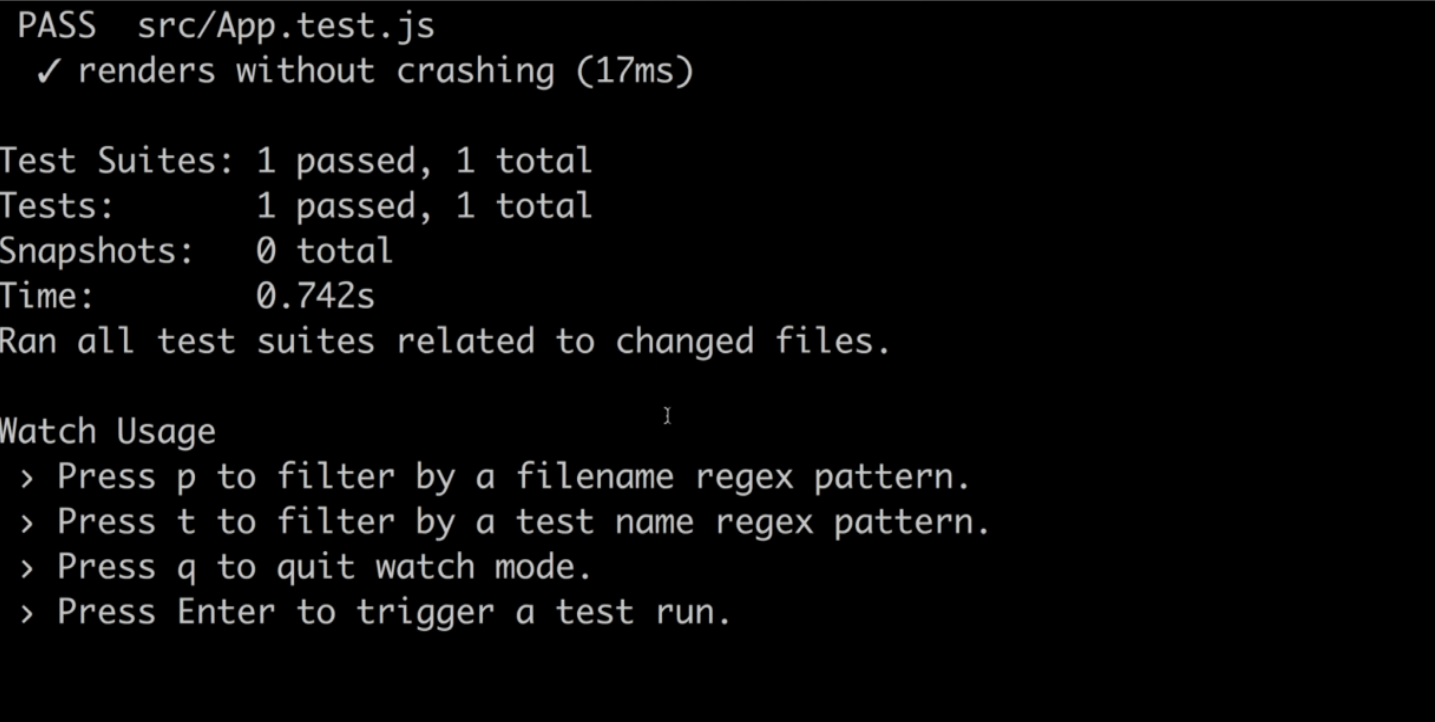 PASS  src/App.test.js
✓ renders without crashing (17ms)
Test Suites: 1 passed, 1 total
Tests:       1 passed, 1 total
Snapshots:   0 total
Time:        0.742s
Ran all test suites related to changed files.
Watch Usage
› Press p to filter by a filename regex pattern.
› Press t to filter by a test name regex pattern.
› Press q to quit watch mode.
› Press Enter to trigger a test run.